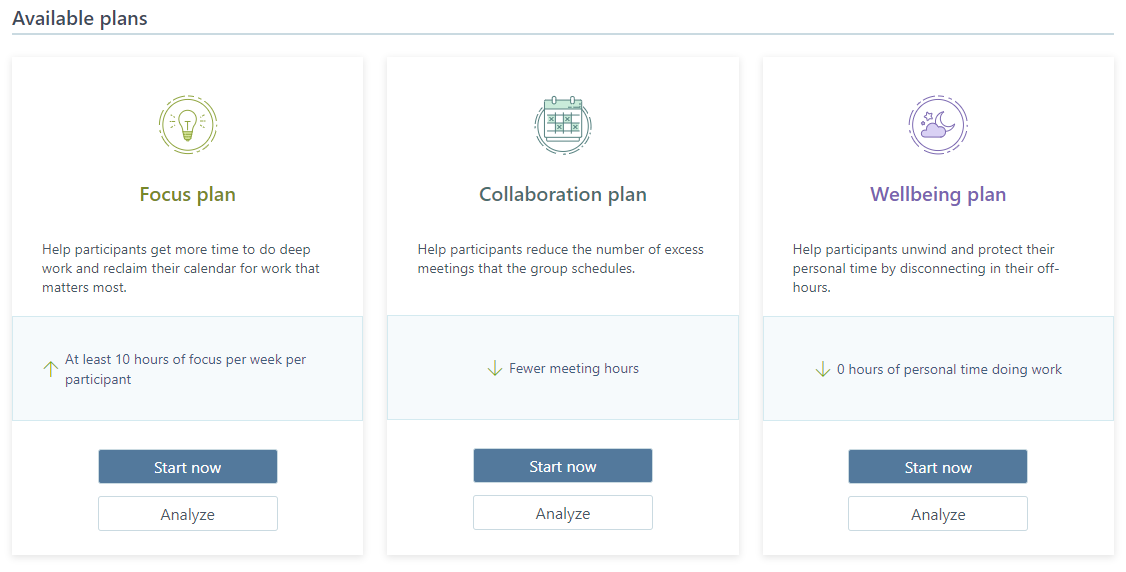 Available plans
Focus plan
Help participants get more time to do deep
work and reclaim their calendar for work that
matters most.
At least 10 hours of focus per week per
participant
Start now
Analyze
Collaboration plan
Help participants reduce the number of excess
meetings that the group schedules.
Fewer meeting hours
Start now
Analyze
Wellbeing plan
Help participants unwind and protect their
personal time by disconnecting in their off-
hours.
0 hours of personal time doing work
Start now
Analyze